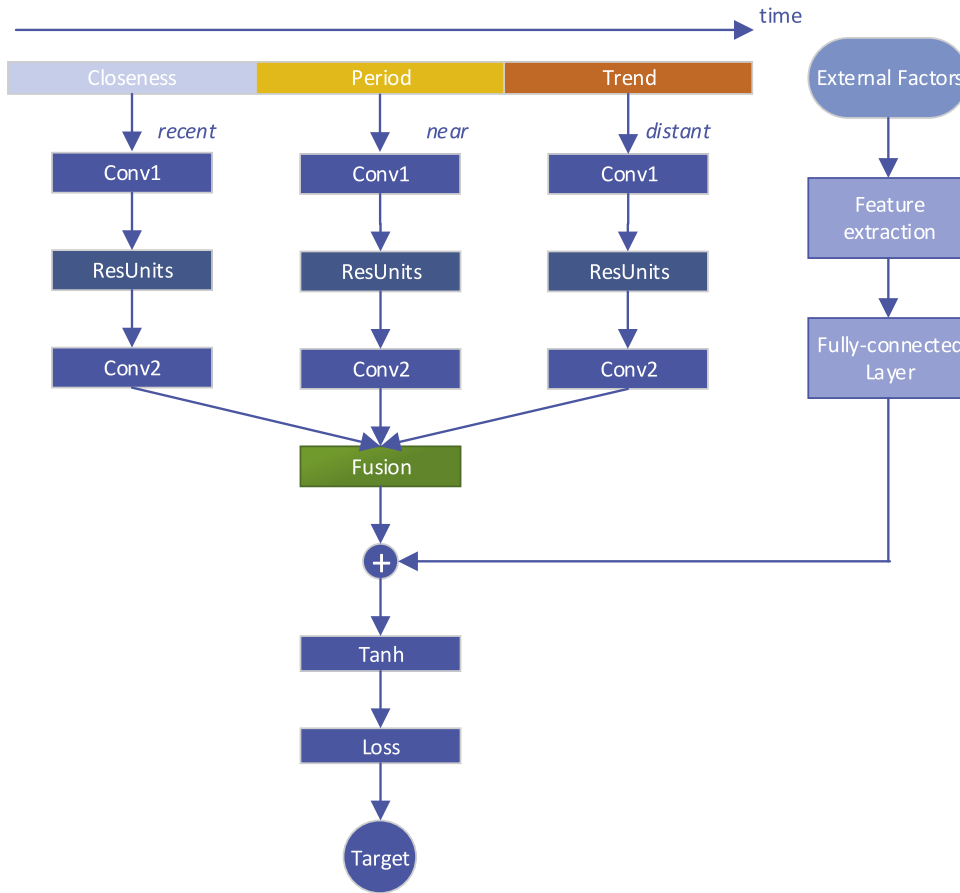 time
Closeness
Period
Trend
External Factors
recent
near
distant
Conv1
Conv1
Conv1
Feature
extraction
ResUnits
ResUnits
ResUnits
Fully-connected
Layer
Conv2
Conv2
Conv2
Fusion
+
Tanh
Loss
Target